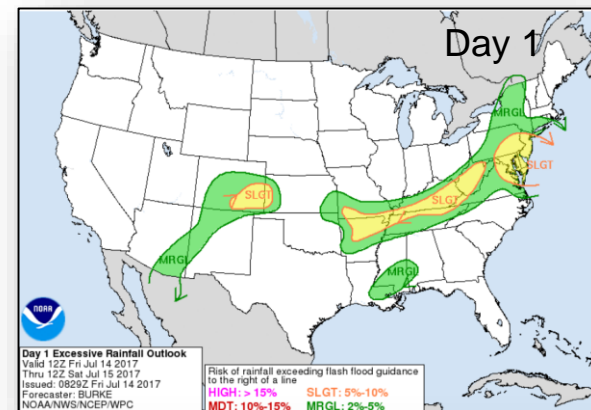 Day 1
MRGL
SLGT
SLGT
SLGT
MRGL
MRGL
NOAA
Day 1 Excessive Rainfall Outlook
Valid 12Z Fri Jul 14 2017
Thru 12Z Sat Jul 15 2017
Issued: 0829Z Fri Jul 14 2017
Forecaster: BURKE
NOAA/NWS/NCEP/WPC
Risk of rainfall exceeding flash flood guidance
to the right of a line
HIGH: > 15% SLGT: 5%-10%
MDT: 10%-15% MRGL: 2%-5%